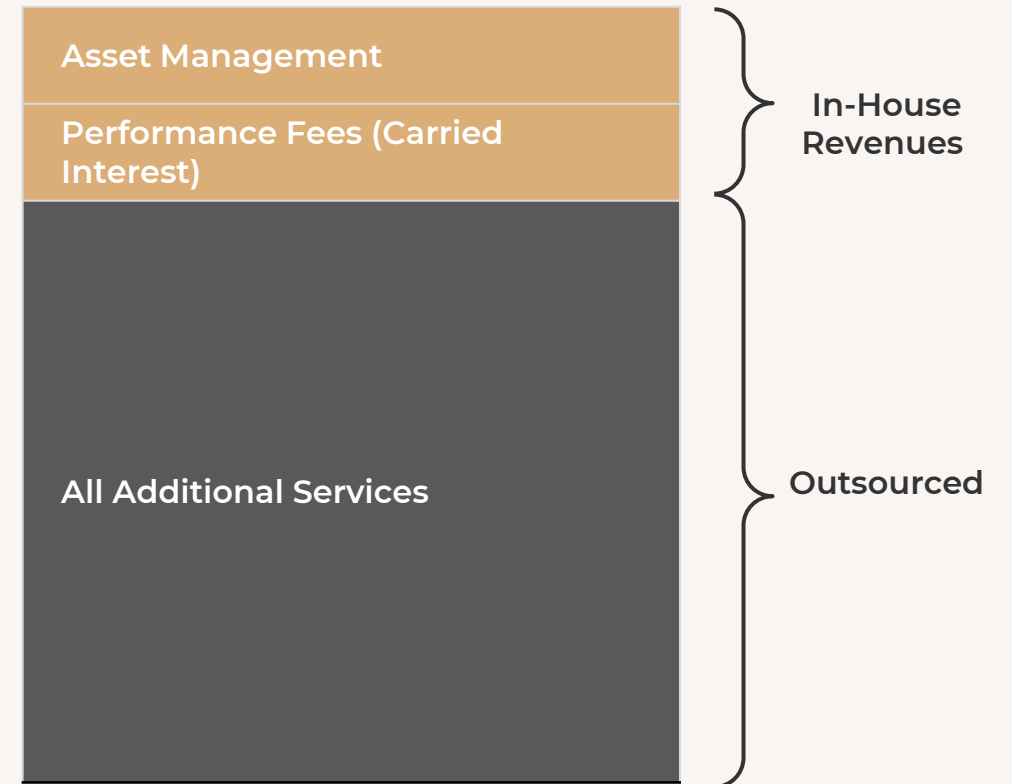 Asset Management
Performance Fees (Carried
Interest)
All Additional Services
In-House
Revenues
Outsourced